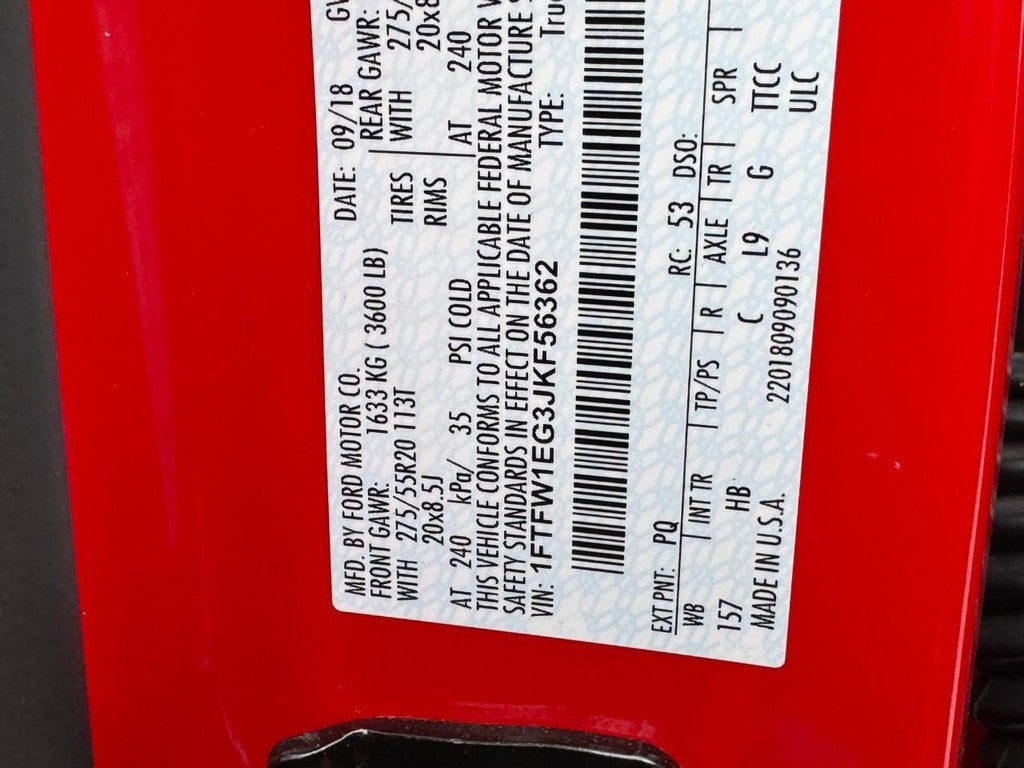 MFD. BY FORD MOTOR CO.
DATE: 09/18
FRONT GAWR: 1633 KG ( 3600 LB)
REAR GAWR:
WITH 275/55R20 113T TIRES WITH
20x8.5J RIMS
AT 240 kPa/ 35 PSI COLD AT 240
THIS VEHICLE CONFORMS TO ALL APPLICABLE FEDERAL MOTOR
SAFETY STANDARDS IN EFFECT ON THE DATE OF MANUFACTURE
VIN: 1FTFW1EG3JKF56362 TYPE:
EXT PNT: PQ RC: 53 DSO:
WB | INT TR | TP/PS | R | AXLE | TR | SPR |
157 HB C L9 G TTCC
MADE IN U.S.A. 2201809090136 ULC